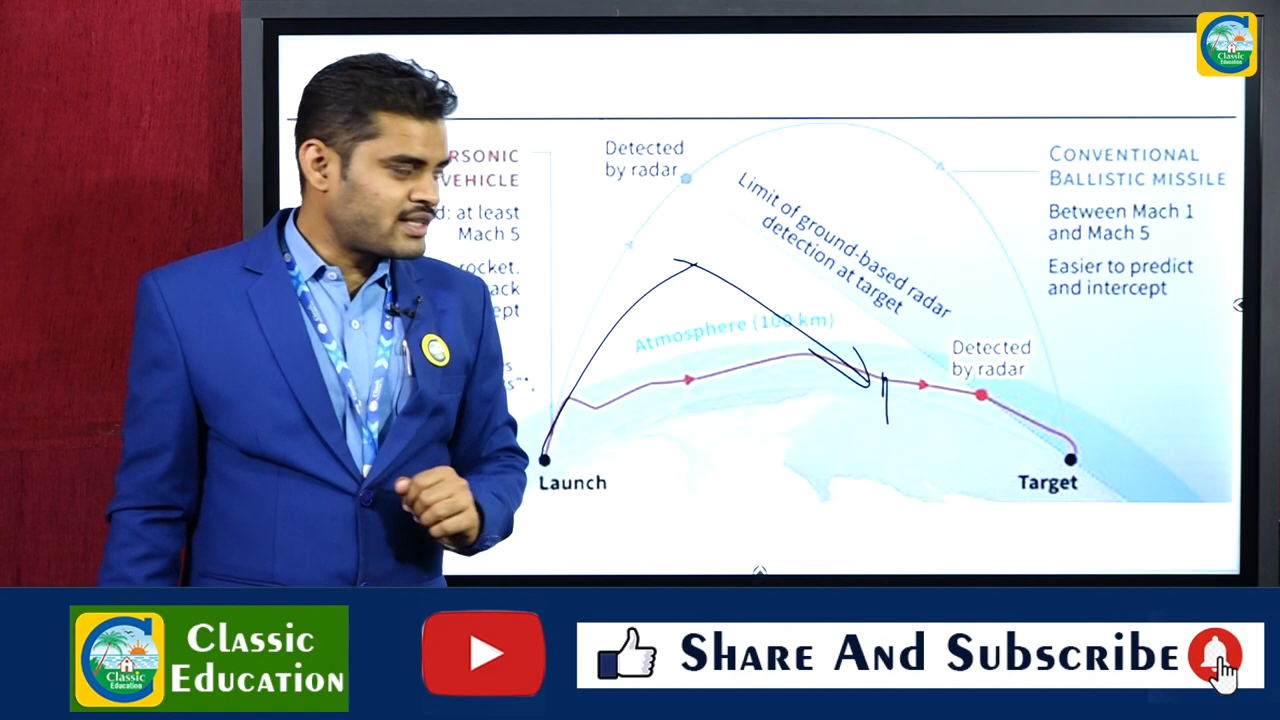 Classic
Education
RSONIC
VEHICLE
d: at least
Mach 5
rocket.
ack
ept
Detected
by radar
Limit of ground-based radar
detection at target
Atmosphere (100 km)
CONVENTIONAL
BALLISTIC MISSILE
Between Mach 1
and Mach 5
Easier to predict
and intercept
Detected
by radar
Launch
Target
Classic
Education
Classic
Education
Share And Subscribe